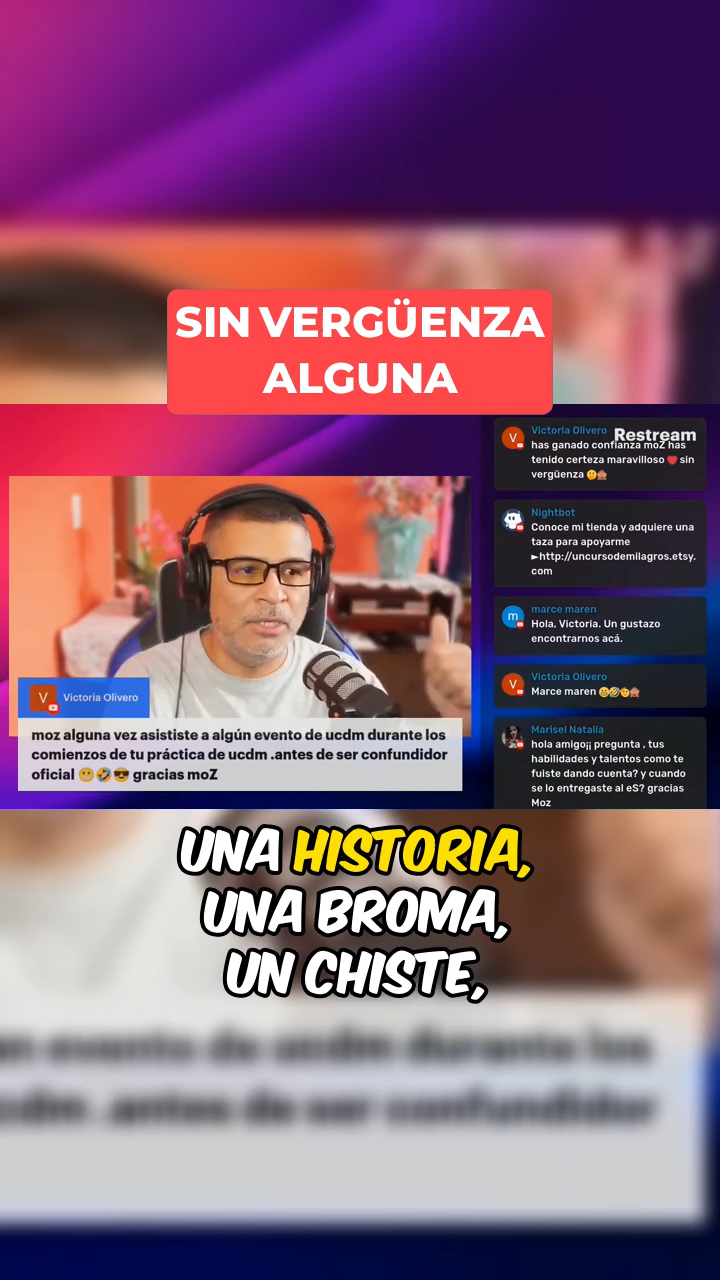 SIN VERGÜENZA
ALGUNA
Restream
Victoria Olivero
has ganado confianza moZ has
tenido certeza maravilloso ❤️ sin
vergüenza 🤭🙈
Nightbot
Conoce mi tienda y adquiere una
taza para apoyarme
►http://uncursodemilagros.etsy.
com
marce maren
Hola, Victoria. Un gustazo
encontrarnos acá.
Victoria Olivero
Marce maren
Marisel Natalia
hola amigo¡¡ pregunta , tus
habilidades y talentos como te
fuiste dando cuenta? y cuando
se lo entregaste al eS? gracias
Moz
V
m
V
V
Victoria Olivero
moz alguna vez asististe a algún evento de ucdm durante los
comienzos de tu práctica de ucdm .antes de ser confundidor
oficial 😬🤣😎 gracias moZ
UNA HISTORIA,
UNA BROMA,
UN CHISTE,